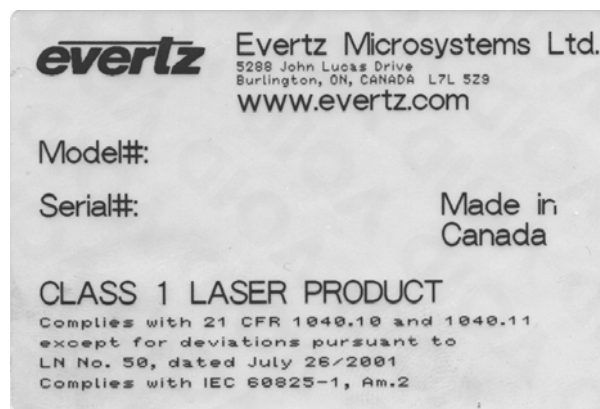 evertz
Evertz Microsystems Ltd.
5288 John Lucas Drive
Burlington, ON, CANADA L7L 5Z9
www.evertz.com
Model#:
Serial#:
Made in
Canada
CLASS 1 LASER PRODUCT
Complies with 21 CFR 1040.10 and 1040.11
except for deviations pursuant to
LN No. 50, dated July 26/2001
Complies with IEC 60825-1, Am.2